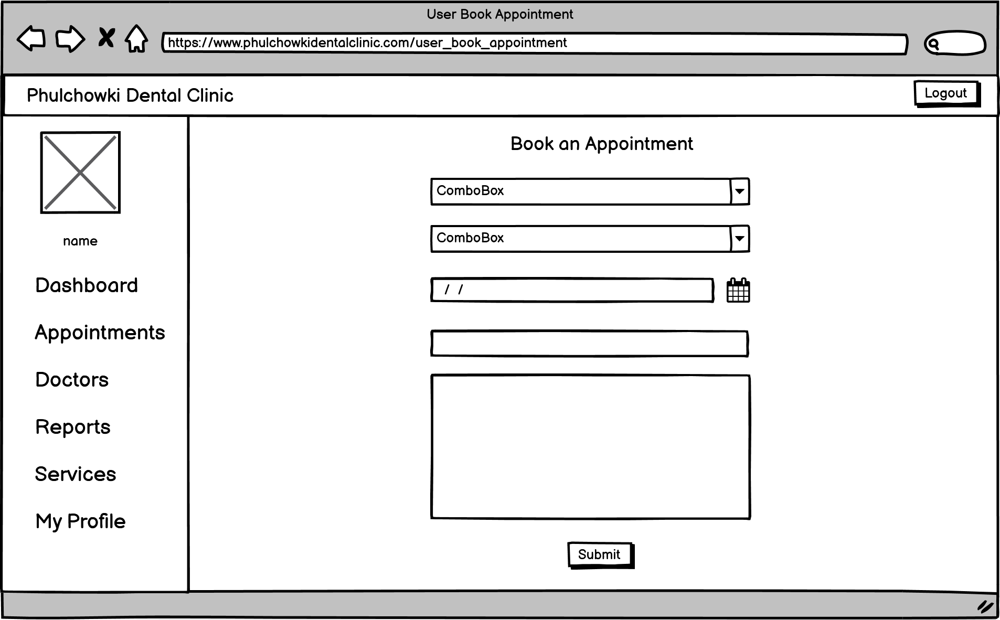 User Book Appointment
https://www.phulchowkidentalclinic.com/user_book_appointment
Phulchowki Dental Clinic
Logout
name
Dashboard
Appointments
Doctors
Reports
Services
My Profile
Book an Appointment
ComboBox
ComboBox
/ /
Submit